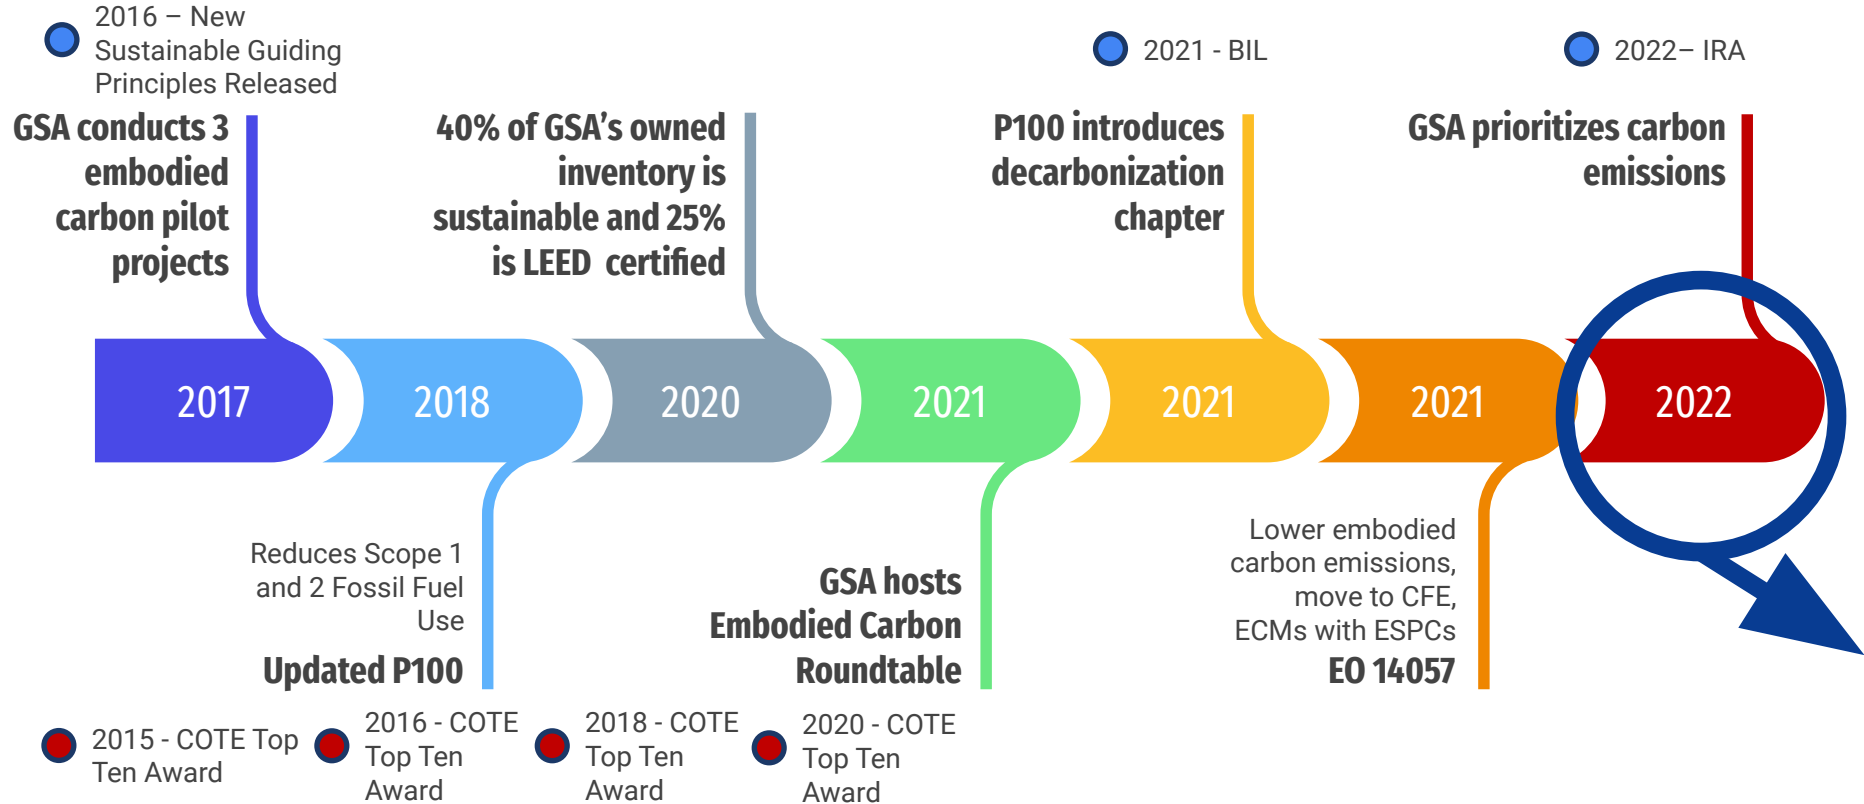 2016 – New
Sustainable Guiding
Principles Released
2021 - BIL
2022– IRA
GSA conducts 3
embodied
carbon pilot
projects
40% of GSA’s owned
inventory is
sustainable and 25%
is LEED  certified
P100 introduces
decarbonization
chapter
GSA prioritizes carbon
emissions
2017
2018
2020
2021
2021
2021
2022
Reduces Scope 1
and 2 Fossil Fuel
Use
Updated P100
GSA hosts
Embodied Carbon
Roundtable
Lower embodied
carbon emissions,
move to CFE,
ECMs with ESPCs
EO 14057
2015 - COTE Top
Ten Award
2016 - COTE
Top Ten
Award
2018 - COTE
Top Ten
Award
2020 - COTE
Top Ten
Award